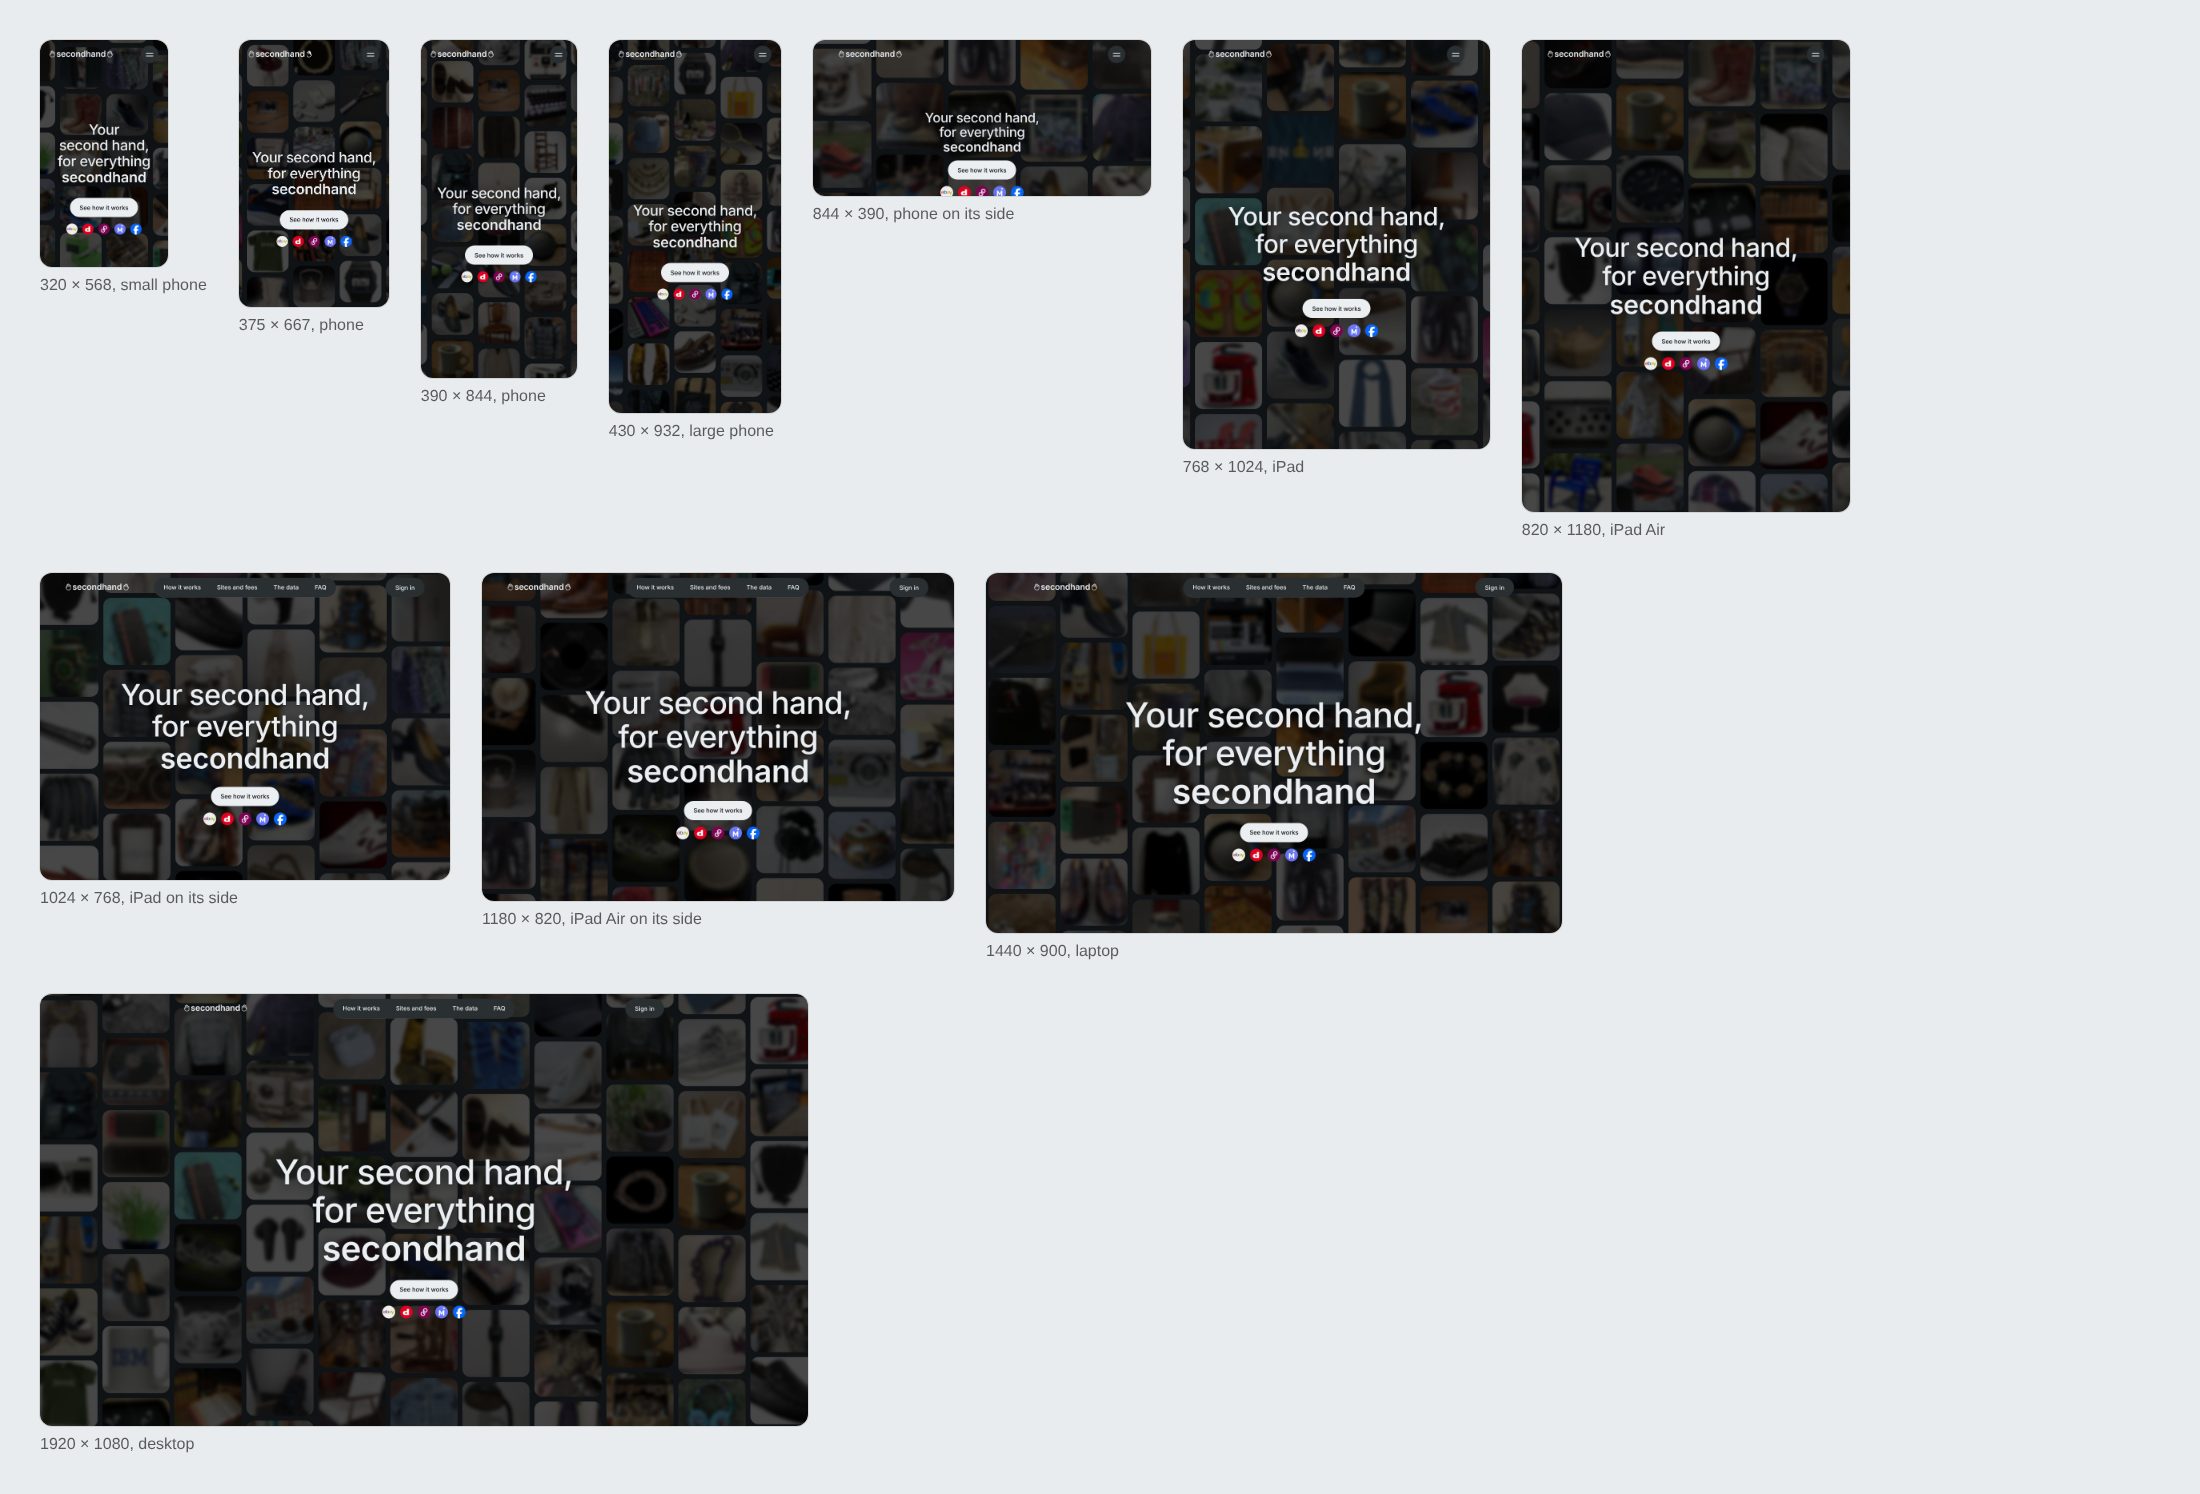 secondhand
Your
second hand,
for everything
secondhand
See how it works
320 × 568, small phone
secondhand
Your second hand,
for everything
secondhand
See how it works
375 × 667, phone
secondhand
Your second hand,
for everything
secondhand
See how it works
390 × 844, phone
secondhand
Your second hand,
for everything
secondhand
See how it works
430 × 932, large phone
secondhand
Your second hand,
for everything
secondhand
See how it works
844 × 390, phone on its side
secondhand
Your second hand,
for everything
secondhand
See how it works
768 × 1024, iPad
secondhand
Your second hand,
for everything
secondhand
See how it works
820 × 1180, iPad Air
secondhand How it works Sites and fees The data FAQ Sign in
Your second hand,
for everything
secondhand
See how it works
1024 × 768, iPad on its side
secondhand How it works Sites and fees The data FAQ Sign in
Your second hand,
for everything
secondhand
See how it works
1180 × 820, iPad Air on its side
secondhand How it works Sites and fees The data FAQ Sign in
Your second hand,
for everything
secondhand
See how it works
1440 × 900, laptop
secondhand How it works Sites and fees The data FAQ Sign in
Your second hand,
for everything
secondhand
See how it works
IBM
1920 × 1080, desktop